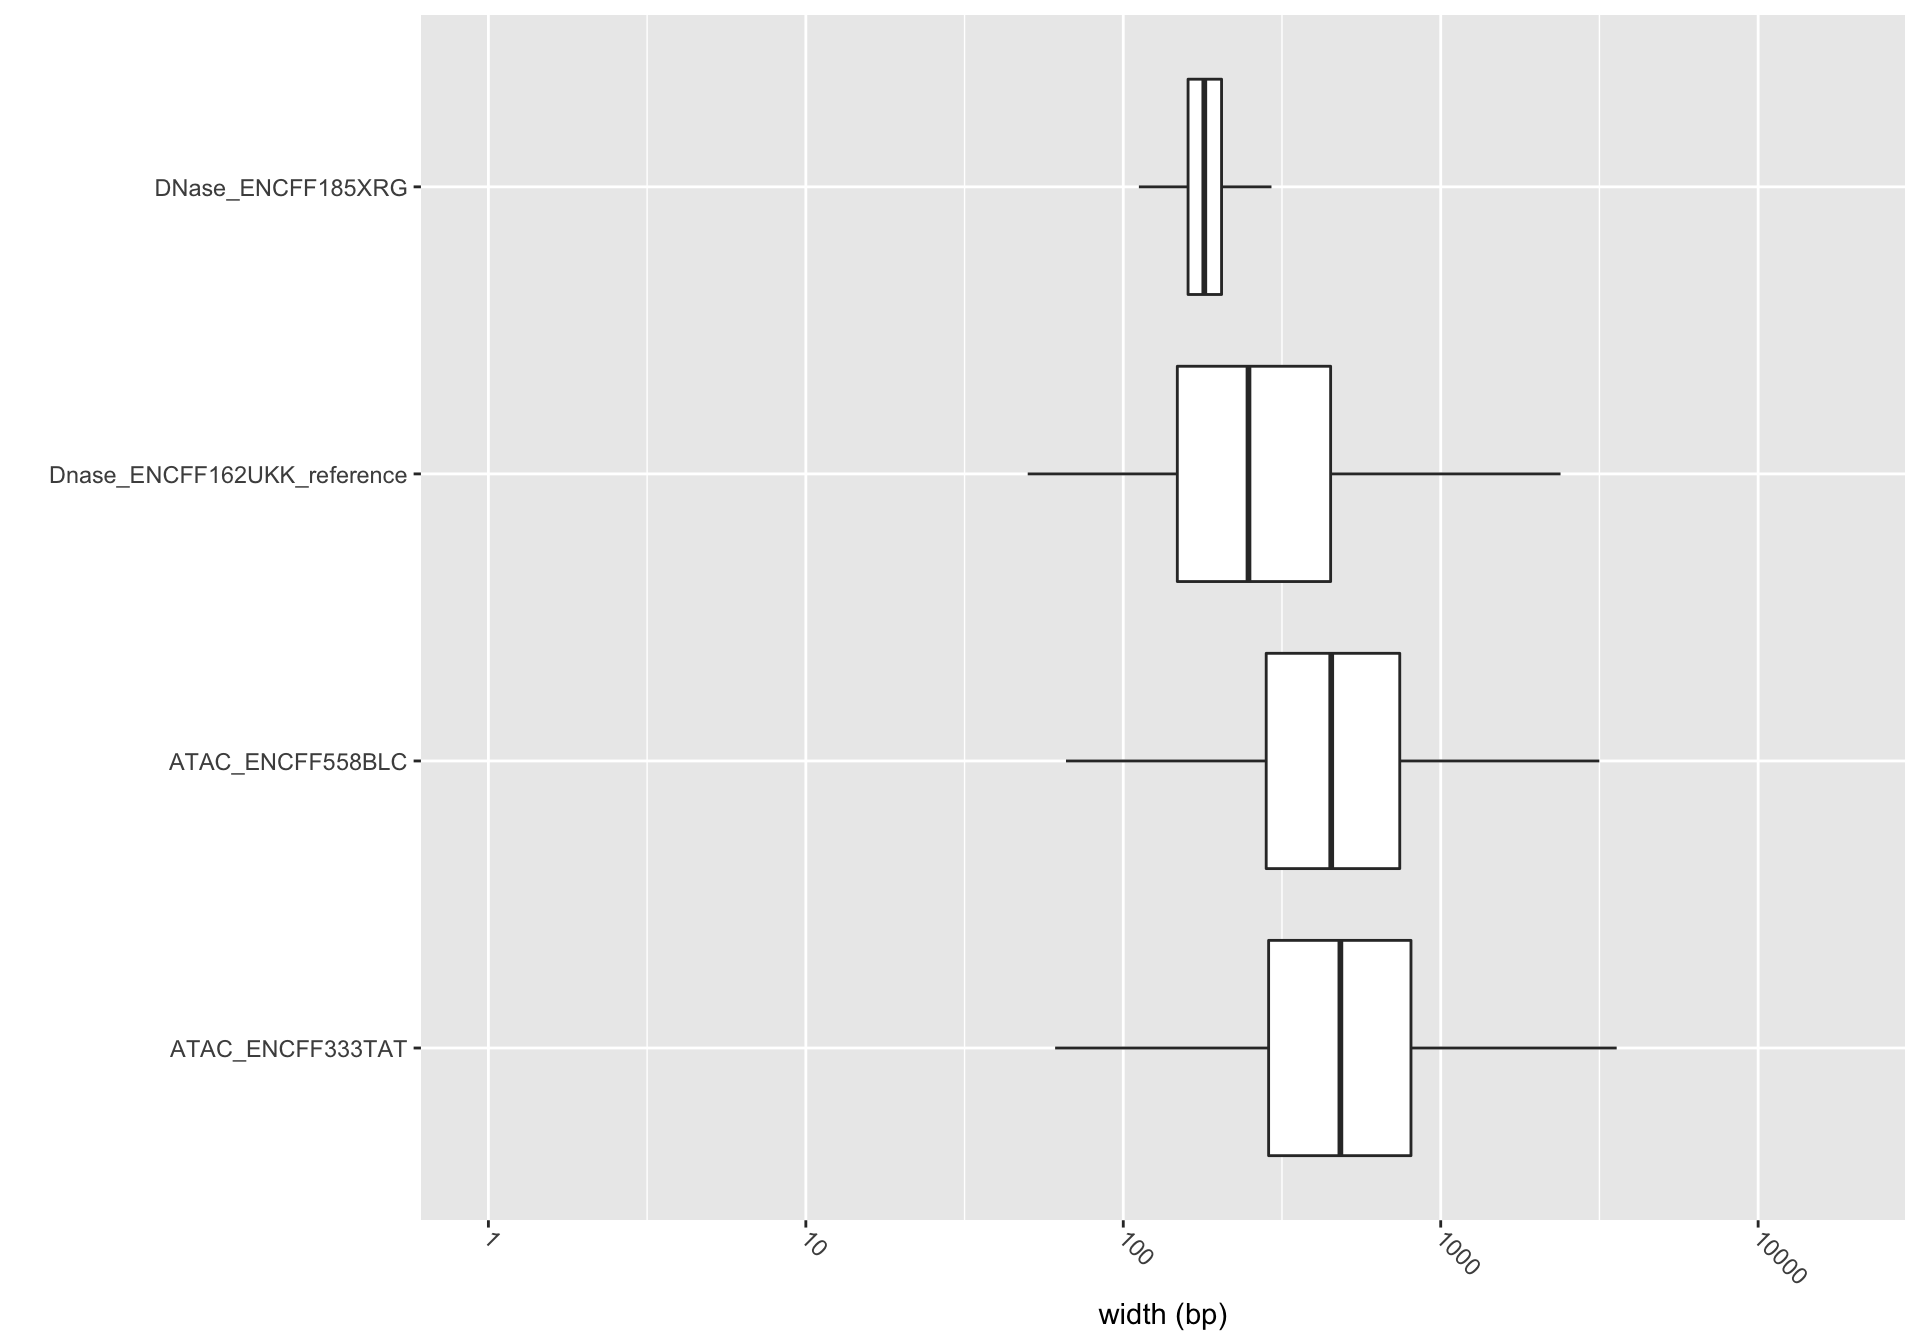 DNase_ENCFF185XRG
Dnase_ENCFF162UKK_reference
ATAC_ENCFF558BLC
ATAC_ENCFF333TAT
1
10
100
1000
10000
width (bp)